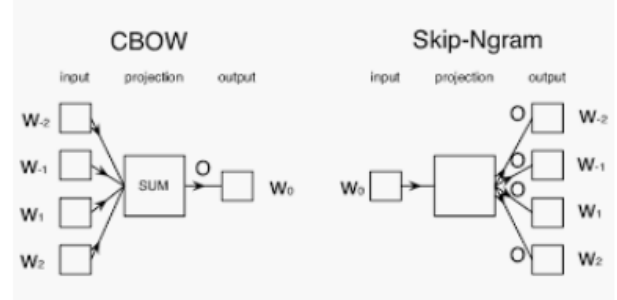 CBOW
input projection output
W-2
W-1
W1
W2
SUM
O
W0
Skip-Ngram
input projection output
W0
O
O
O
O
W-2
W-1
W1
W2